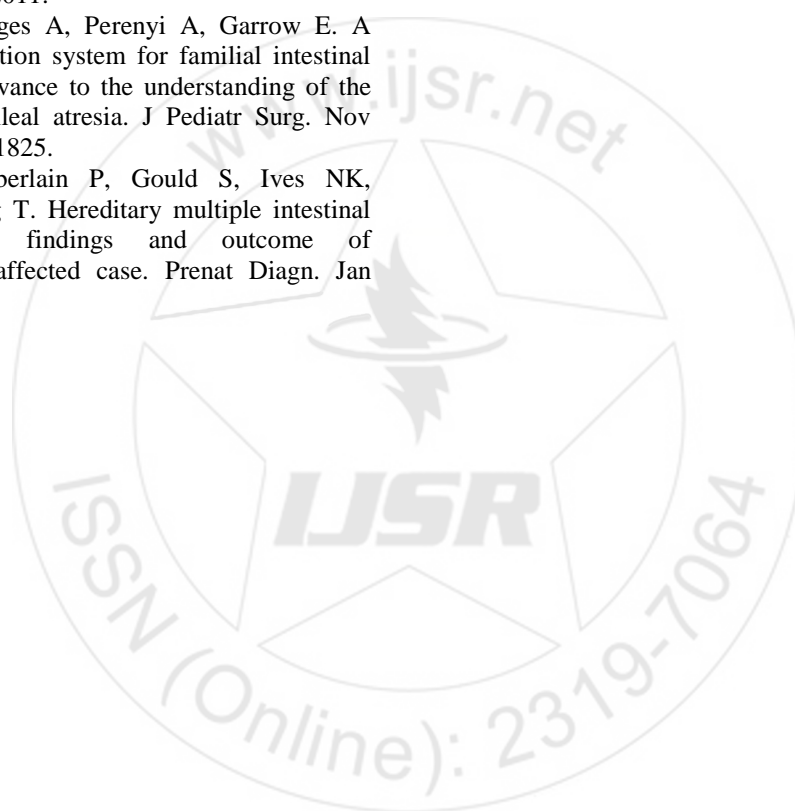 2011.
ges A, Perenyi A, Garrow E. A
tion system for familial intestinal
vance to the understanding of the
leal atresia. J Pediatr Surg. Nov
1825.
berlain P, Gould S, Ives NK,
g T. Hereditary multiple intestinal
findings and outcome of
affected case. Prenat Diagn. Jan
www.ijsr.net
IJSR
ISSN (Online): 2319-7064